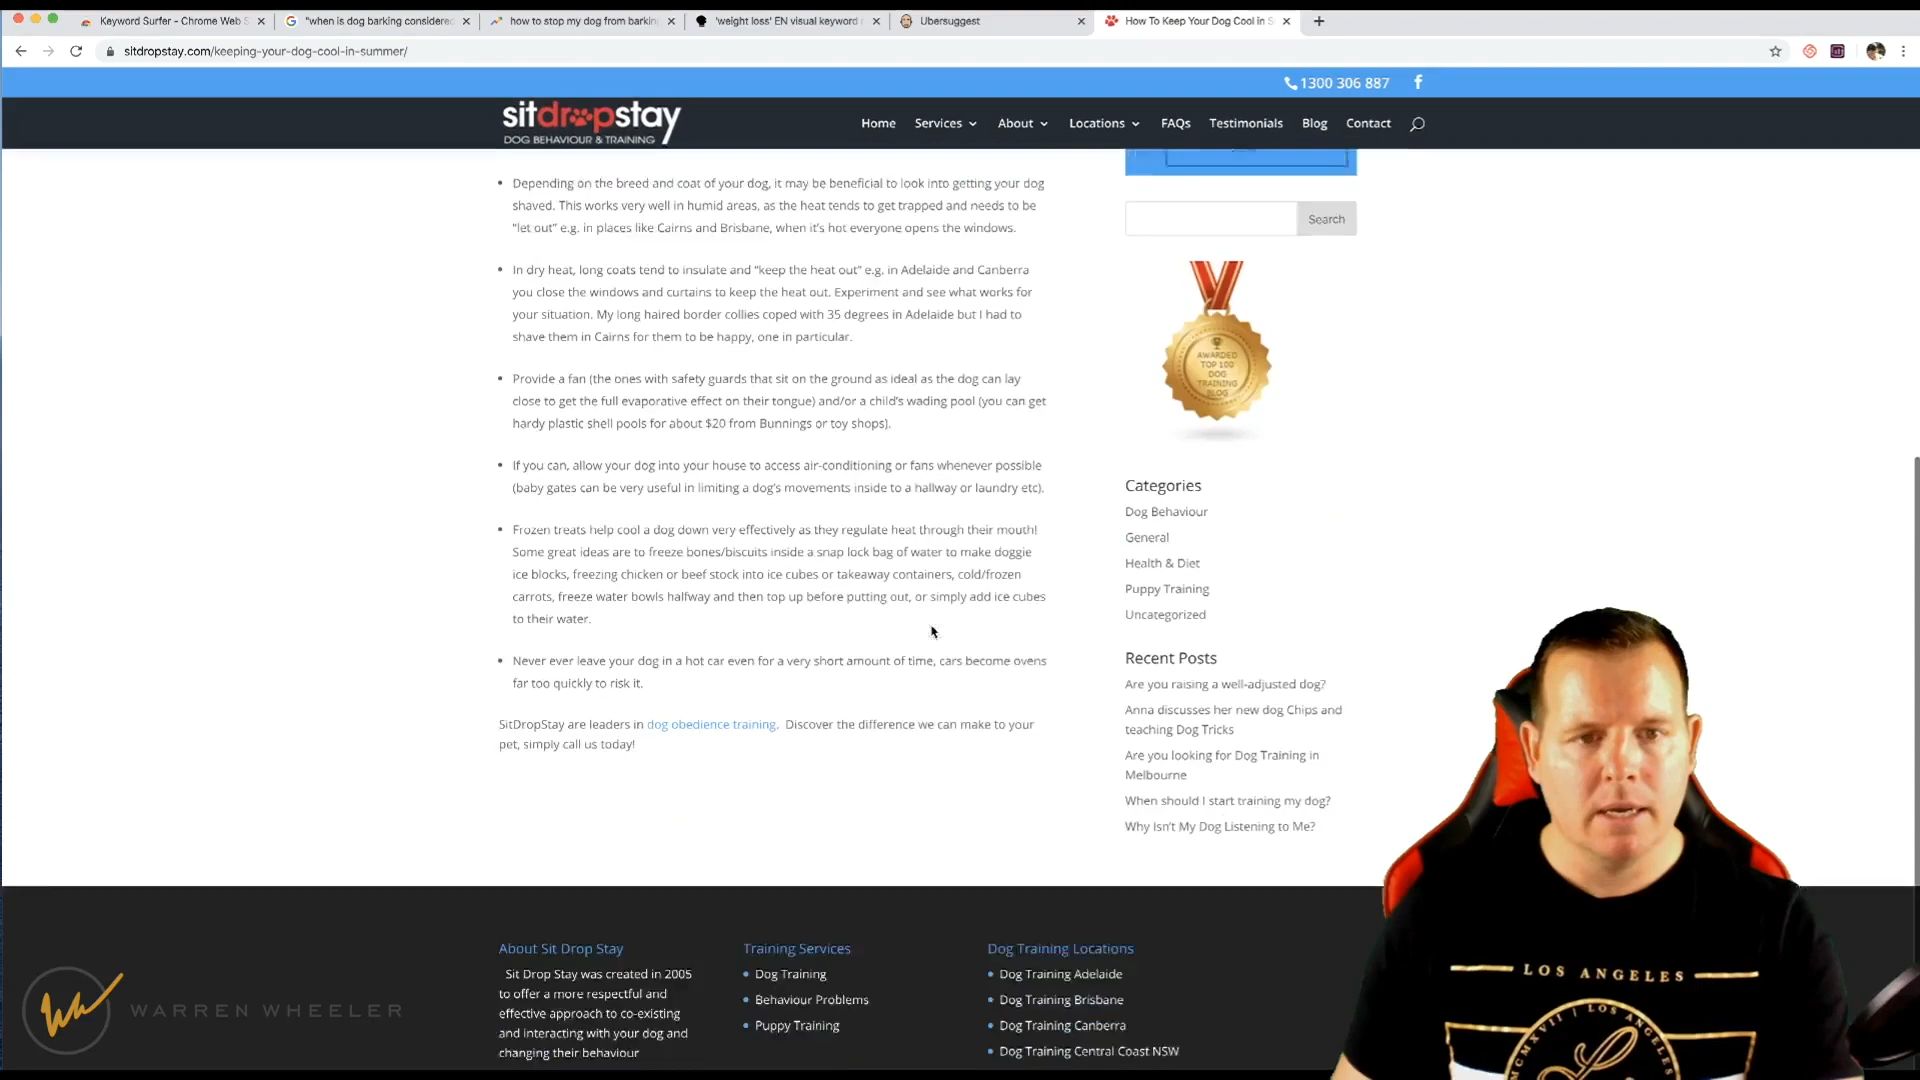 Keyword Surfer - Chrome Web S
"when is dog barking considered
how to stop my dog from barkin
'weight loss' EN visual keyword
Ubersuggest
How To Keep Your Dog Cool in S
sitdropstay.com/keeping-your-dog-cool-in-summer/
1300 306 887
sitdropstay
DOG BEHAVIOUR & TRAINING
Home
Services
About
Locations
FAQs
Testimonials
Blog
Contact
Depending on the breed and coat of your dog, it may be beneficial to look into getting your dog
shaved. This works very well in humid areas, as the heat tends to get trapped and needs to be
"let out" e.g. in places like Cairns and Brisbane, when it's hot everyone opens the windows.
In dry heat, long coats tend to insulate and "keep the heat out" e.g. in Adelaide and Canberra
you close the windows and curtains to keep the heat out. Experiment and see what works for
your situation. My long haired border collies coped with 35 degrees in Adelaide but I had to
shave them in Cairns for them to be happy, one in particular.
Provide a fan (the ones with safety guards that sit on the ground as ideal as the dog can lay
close to get the full evaporative effect on their tongue) and/or a child's wading pool (you can get
hardy plastic shell pools for about $20 from Bunnings or toy shops).
If you can, allow your dog into your house to access air-conditioning or fans whenever possible
(baby gates can be very useful in limiting a dog's movements inside to a hallway or laundry etc).
Frozen treats help cool a dog down very effectively as they regulate heat through their mouth!
Some great ideas are to freeze bones/biscuits inside a snap lock bag of water to make doggie
ice blocks, freezing chicken or beef stock into ice cubes or takeaway containers, cold/frozen
carrots, freeze water bowls halfway and then top up before putting out, or simply add ice cubes
to their water.
Never ever leave your dog in a hot car even for a very short amount of time, cars become ovens
far too quickly to risk it.
SitDropStay are leaders in dog obedience training. Discover the difference we can make to your
pet, simply call us today!
Search
AWARDED
TOP 100
DOG
TRAINING
BLOG
Categories
Dog Behaviour
General
Health & Diet
Puppy Training
Uncategorized
Recent Posts
Are you raising a well-adjusted dog?
Anna discusses her new dog Chips and
teaching Dog Tricks
Are you looking for Dog Training in
Melbourne
When should I start training my dog?
Why Isn't My Dog Listening to Me?
About Sit Drop Stay
Sit Drop Stay was created in 2005
to offer a more respectful and
effective approach to co-existing
and interacting with your dog and
changing their behaviour
Training Services
Dog Training
Behaviour Problems
Puppy Training
Dog Training Locations
Dog Training Adelaide
Dog Training Brisbane
Dog Training Canberra
Dog Training Central Coast NSW
WARREN WHEELER
LOS ANGELES